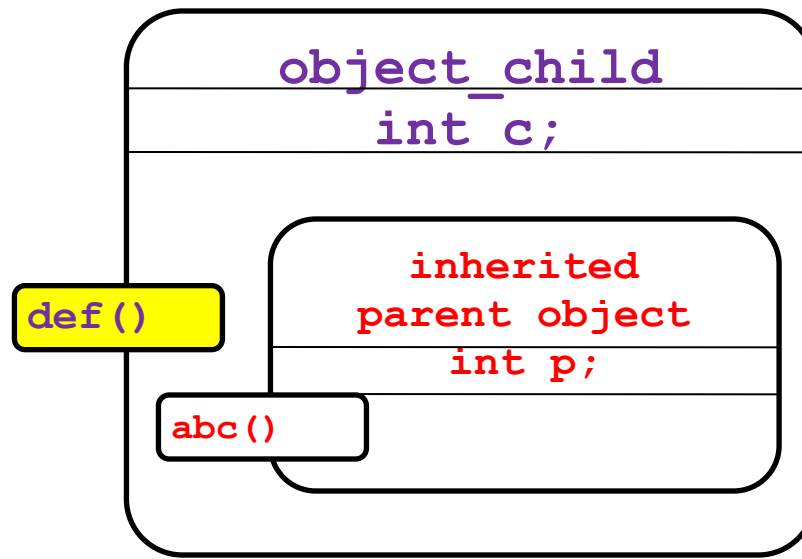 object_child
int c;
inherited
parent object
int p;
def()
abc()